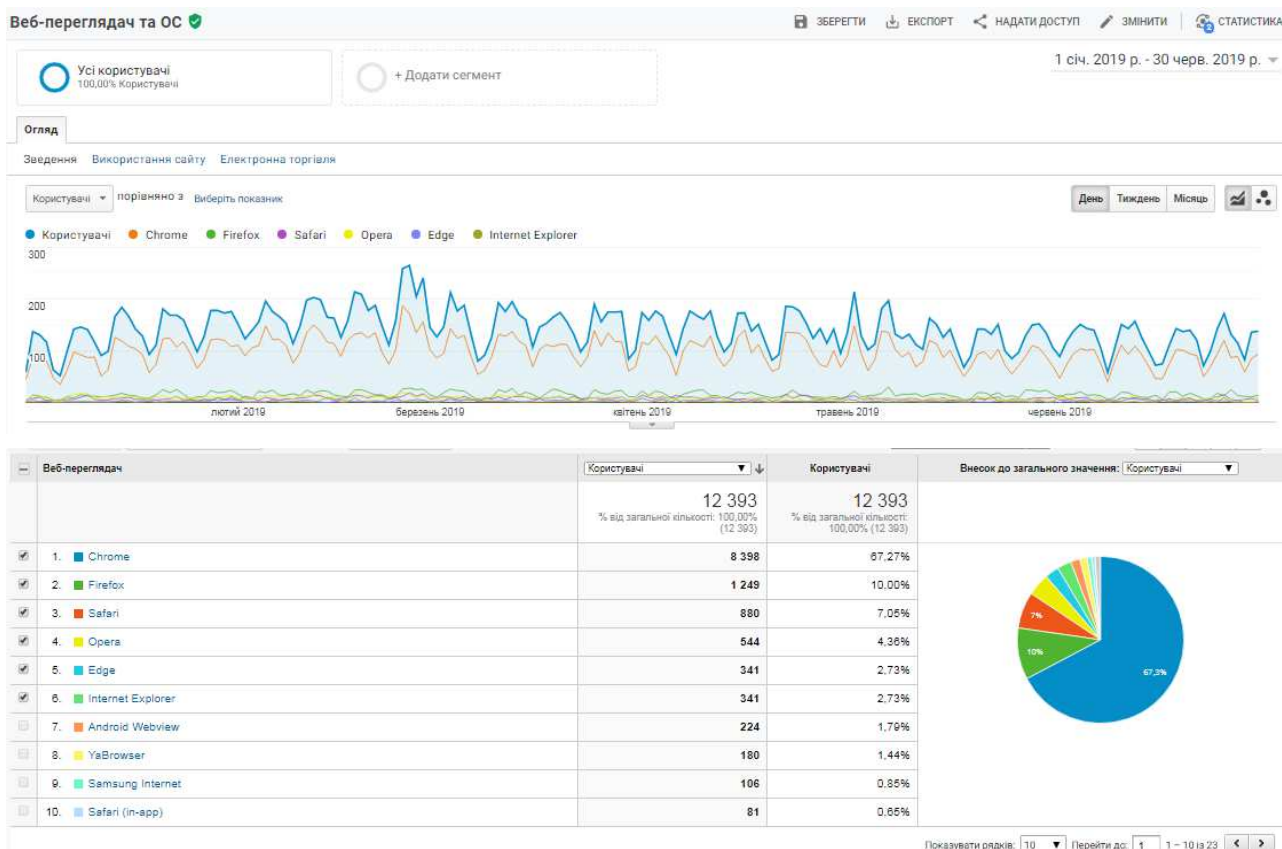 Веб-переглядач та ОС
ЗБЕРЕГТИ ЕКСПОРТ НАДАТИ ДОСТУП ЗМІНИТИ 2 СТАТИСТИКА
1 січ. 2019 р. - 30 черв. 2019 р.
Усі користувачі
100,00% Користувачі
+ Додати сегмент
Огляд
Зведення Використання сайту Електронна торгівля
Користувачі порівняно з Виберіть показник
День Тиждень Місяць
Користувачі Chrome Firefox Safari Opera Edge Internet Explorer
300
200
100
лютий 2019 березень 2019 квітень 2019 травень 2019 червень 2019
Веб-переглядач Користувачі Користувачі Внесок до загального значення: Користувачі
12 393 12 393
% від загальної кількості: 100,00% (12 393) % від загальної кількості: 100,00% (12 393)
1. Chrome 8 398 67,27%
2. Firefox 1 249 10,00%
3. Safari 880 7,05%
4. Opera 544 4,36%
5. Edge 341 2,73%
6. Internet Explorer 341 2,73%
7. Android Webview 224 1,79%
8. YaBrowser 180 1,44%
9. Samsung Internet 106 0,85%
10. Safari (in-app) 81 0,65%
7%
10%
67,3%
Показувати рядків: 10 Перейти до: 1 1 – 10 із 23